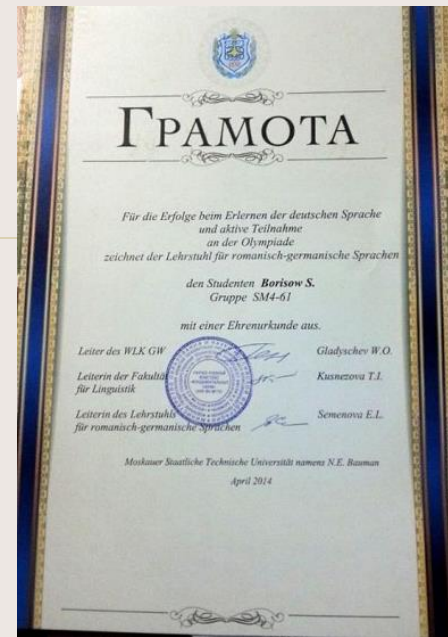 ГРАМОТА
Für die Erfolge beim Erlernen der deutschen Sprache
und aktive Teilnahme
an der Olympiade
zeichnet der Lehrstuhl für romanisch-germanische Sprachen
den Studenten Borisow S.
Gruppe SM4-61
mit einer Ehrenurkunde aus.
Leiter des WLK GW Gladyschev W.O.
Leiterin der Fakultät Kusnezova T.I.
für Linguistik
Leiterin des Lehrstuhls Semenova E.L.
für romanisch-germanische Sprachen
Moskauer Staatliche Technische Universität namens N.E. Bauman
April 2014